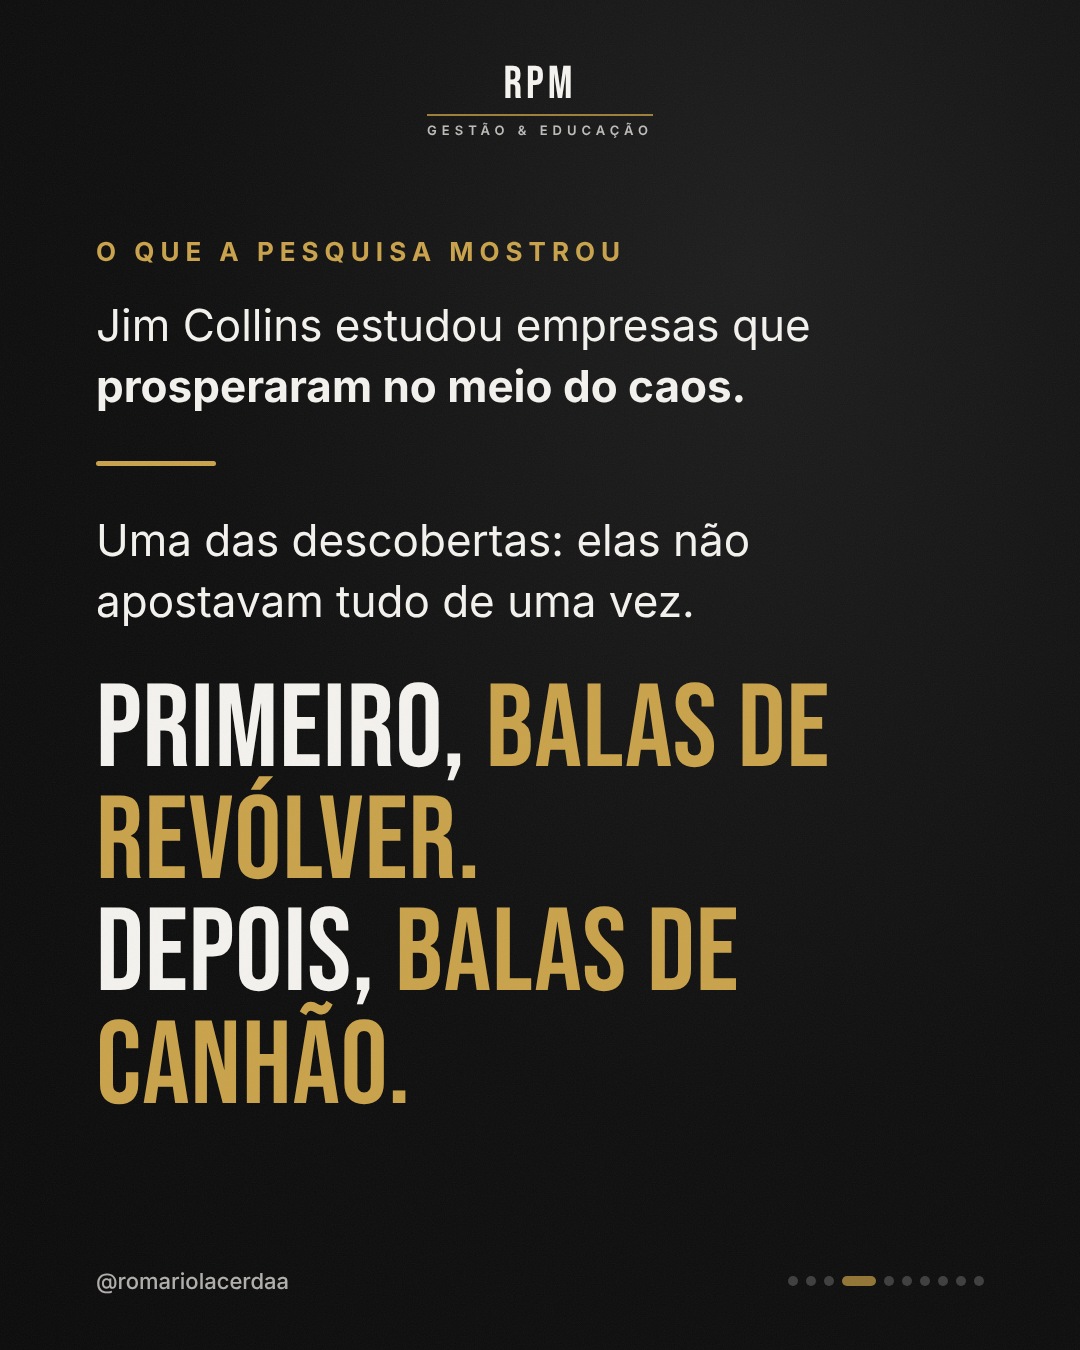 RPM
GESTÃO & EDUCAÇÃO
O QUE A PESQUISA MOSTROU
Jim Collins estudou empresas que
prosperaram no meio do caos.
Uma das descobertas: elas não
apostavam tudo de uma vez.
PRIMEIRO, BALAS DE
REVÓLVER.
DEPOIS, BALAS DE
CANHÃO.
@romariolacerdaa